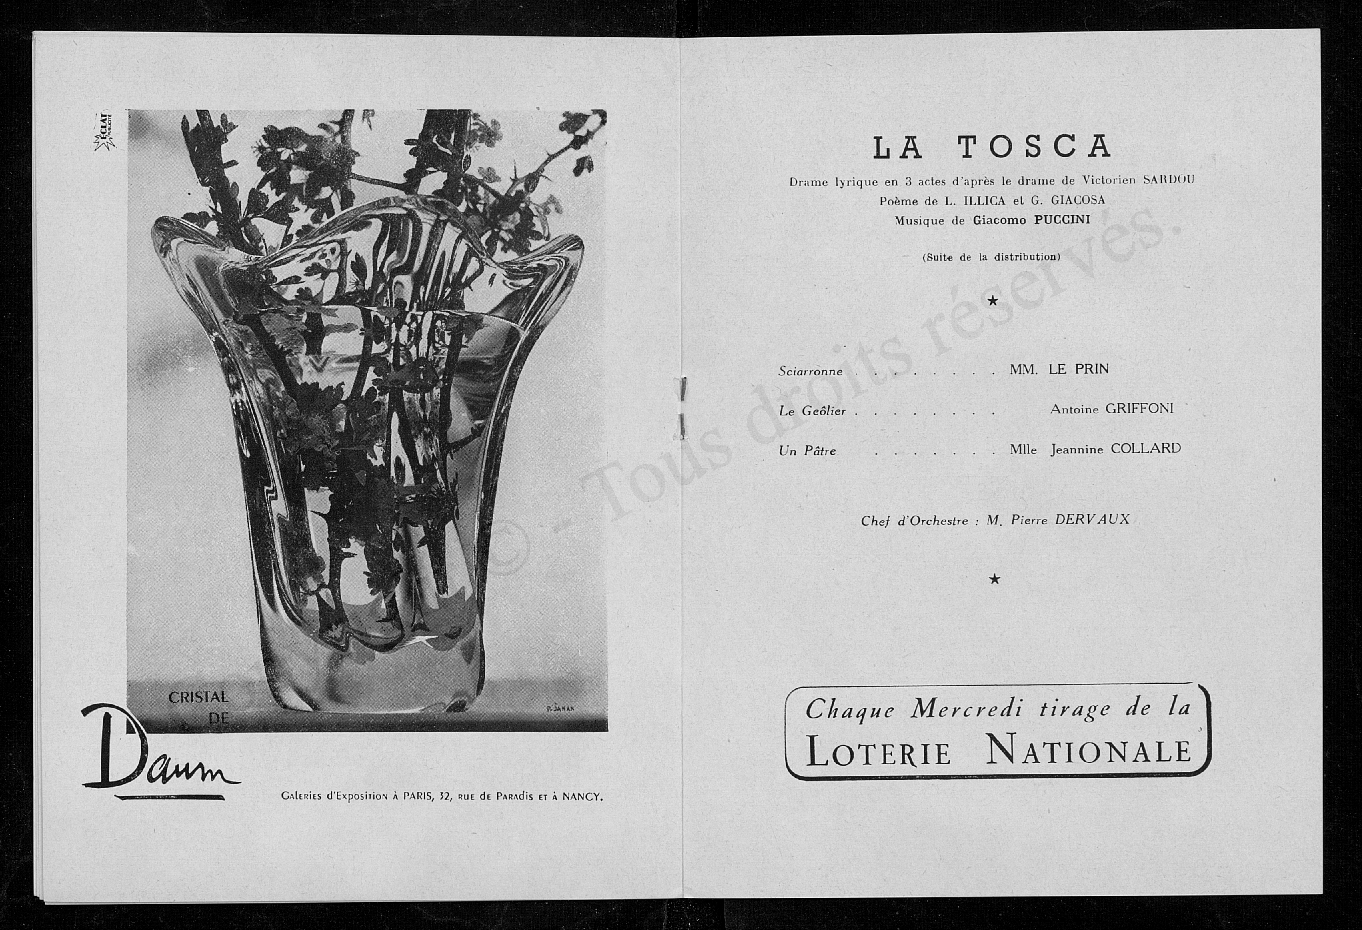 ÉCLAT
CRISTAL
DE
Daum
P. JAHAN
GALERIES d'EXPOSITION À PARIS, 32, RUE DE PARADIS ET À NANCY.
LA TOSCA
Drame lyrique en 3 actes d'après le drame de Victorien SARDOU
Poème de L. ILLICA et G. GIACOSA
Musique de Giacomo PUCCINI
(Suite de la distribution)
★
Sciarronne . . . . . . . . MM. LE PRIN
Le Geôlier . . . . . . . . Antoine GRIFFONI
Un Pâtre . . . . . . . Mlle Jeannine COLLARD
Chef d'Orchestre : M. Pierre DERVAUX
★
Chaque Mercredi tirage de la
LOTERIE NATIONALE
© - Tous droits réservés.